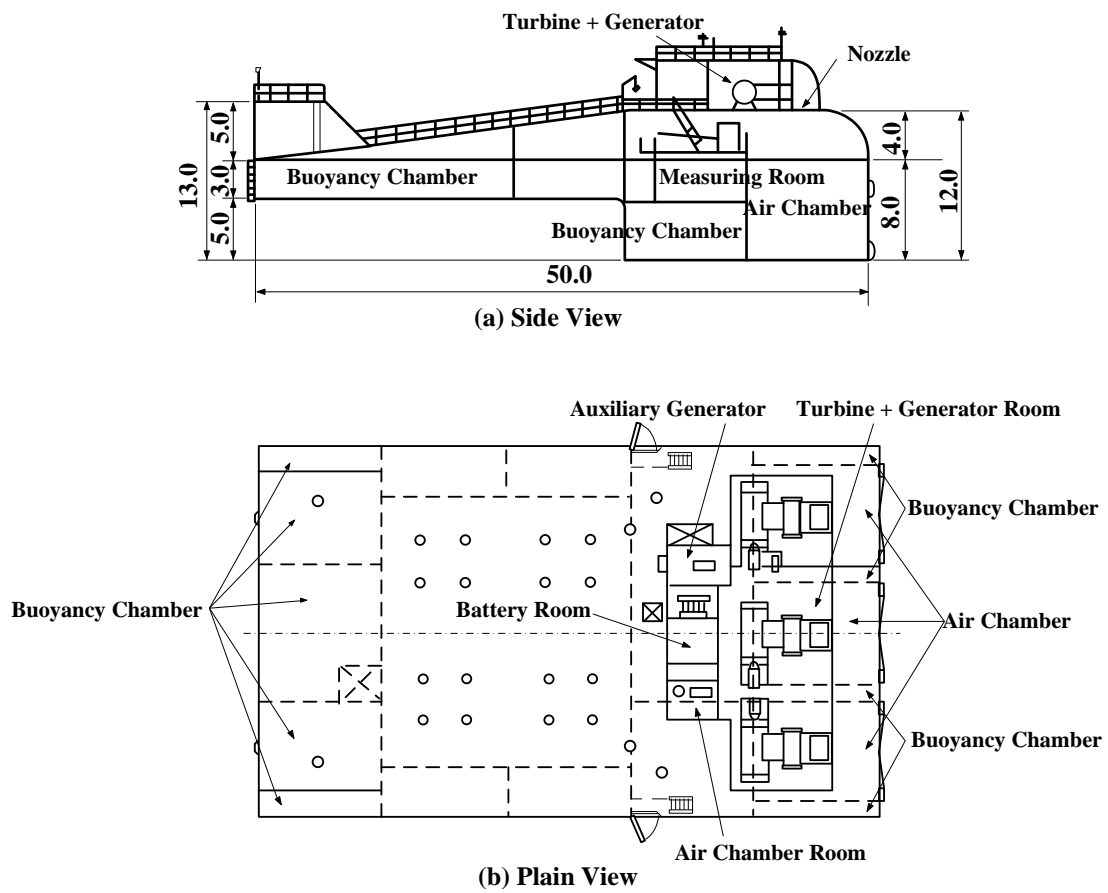 Turbine + Generator
Nozzle
5.0
4.0
13.0
3.0
Buoyancy Chamber
Measuring Room
Air Chamber
8.0
12.0
5.0
Buoyancy Chamber
50.0
(a) Side View
Auxiliary Generator
Turbine + Generator Room
Buoyancy Chamber
Buoyancy Chamber
Battery Room
Air Chamber
Buoyancy Chamber
Air Chamber Room
(b) Plain View